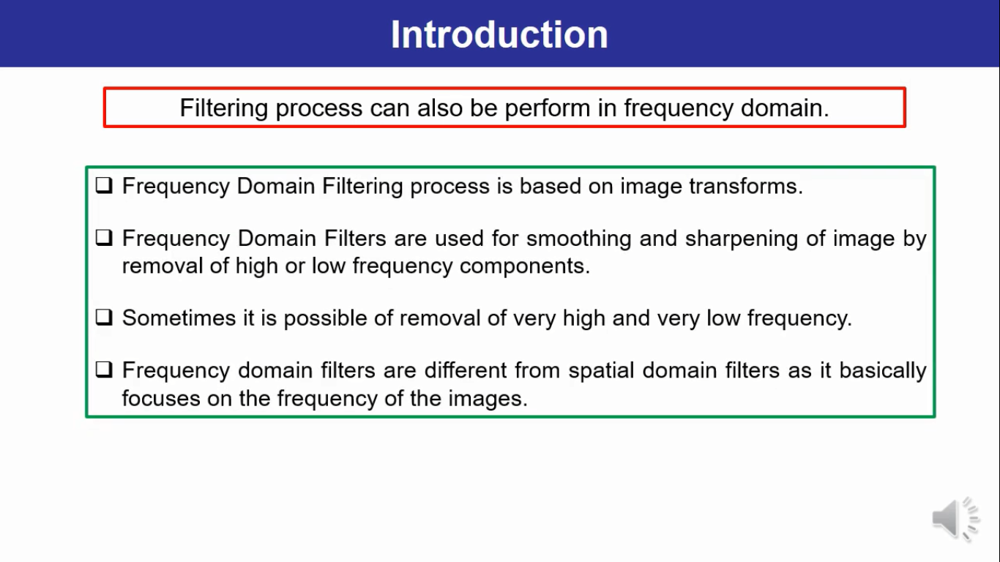 Introduction
Filtering process can also be perform in frequency domain.
❑ Frequency Domain Filtering process is based on image transforms.
❑ Frequency Domain Filters are used for smoothing and sharpening of image by
removal of high or low frequency components.
❑ Sometimes it is possible of removal of very high and very low frequency.
❑ Frequency domain filters are different from spatial domain filters as it basically
focuses on the frequency of the images.